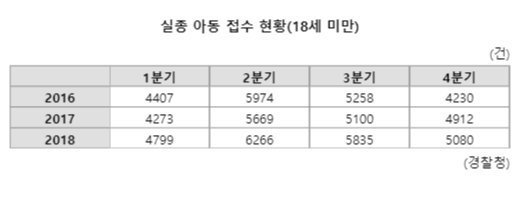 실종 아동 접수 현황(18세 미만)
(건)
1분기 2분기 3분기 4분기
2016 4407 5974 5258 4230
2017 4273 5669 5100 4912
2018 4799 6266 5835 5080
(경찰청)